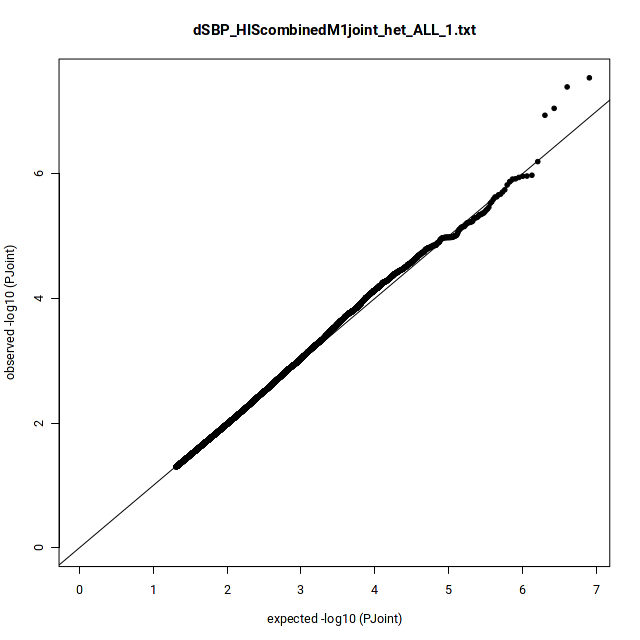 dSBP_HIScombinedM1joint_het_ALL_1.txt
observed -log10 (PJoint)
6
4
2
0
0 1 2 3 4 5 6 7
expected -log10 (PJoint)